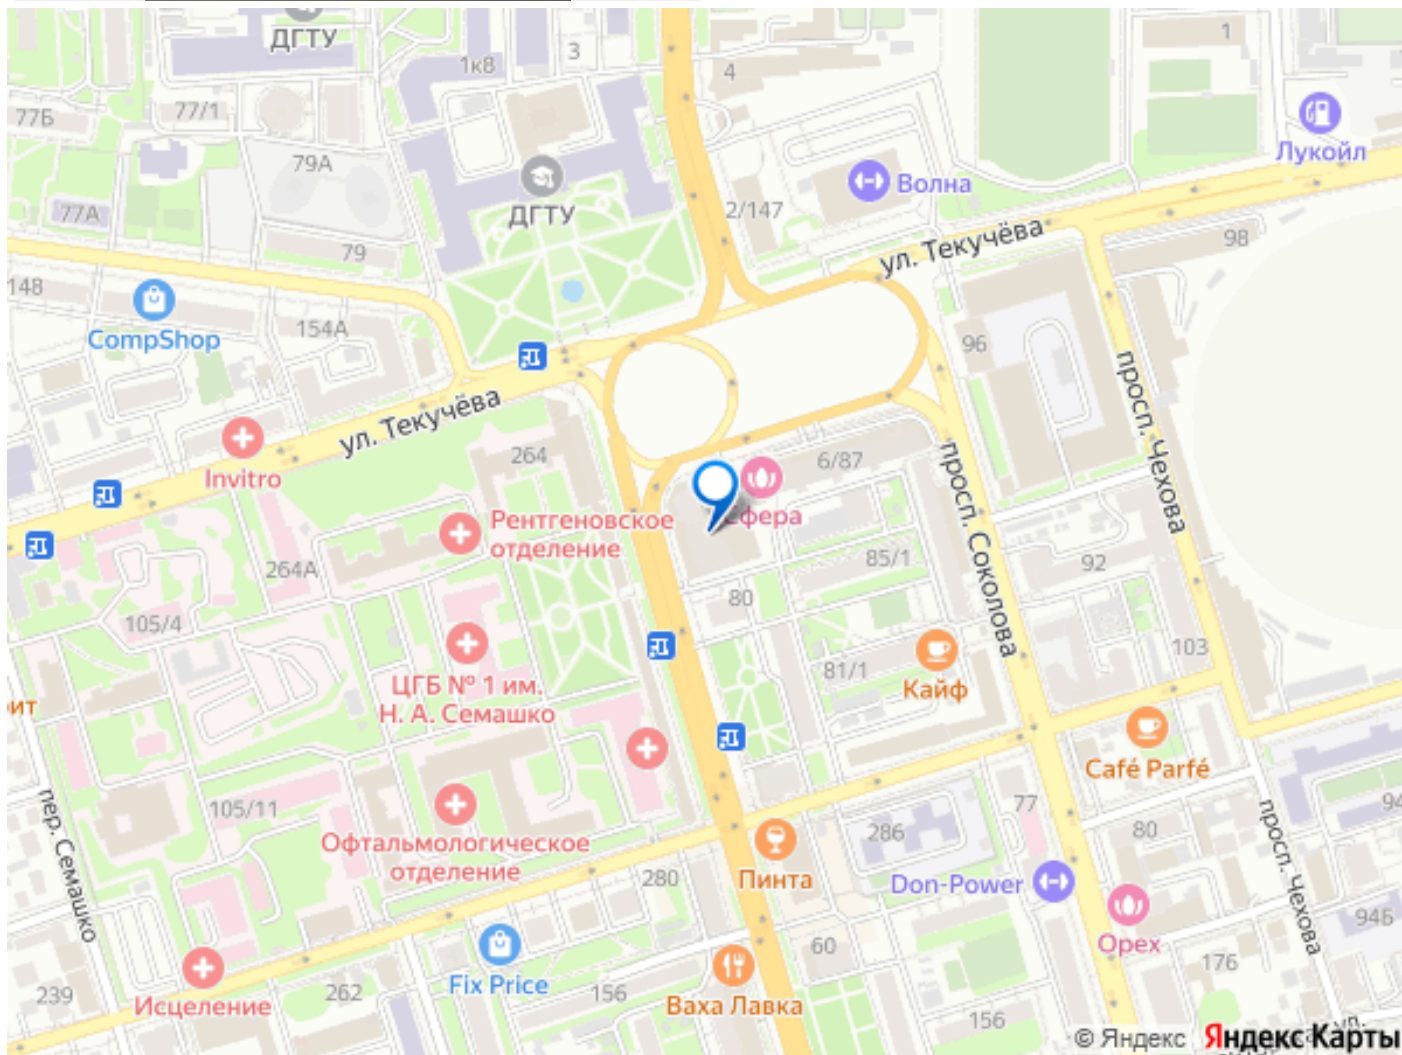 ДГТУ
3
1
1к8
4
77Б
77/1
Лукойл
79А
Волна
ДГТУ
77А
2/147
79
ул. Текучёва
98
148
CompShop
154А
96
просп. Чехова
ул. Текучёва
264
6/87
просп. Соколова
Invitro
Сфера
Рентгеновское
отделение
85/1
92
264А
80
105/4
103
81/1
Кайф
ЦГБ № 1 им.
Н. А. Семашко
ит
Café Parfé
105/11
пер. Семашко
77
94
286
80
просп. Чехова
Офтальмологическое
отделение
280
Пинта
Don-Power
94Б
60
Орех
176
Исцеление
239
262
Fix Price
156
Ваха Лавка
156
ул.
© Яндекс Яндекс Карты